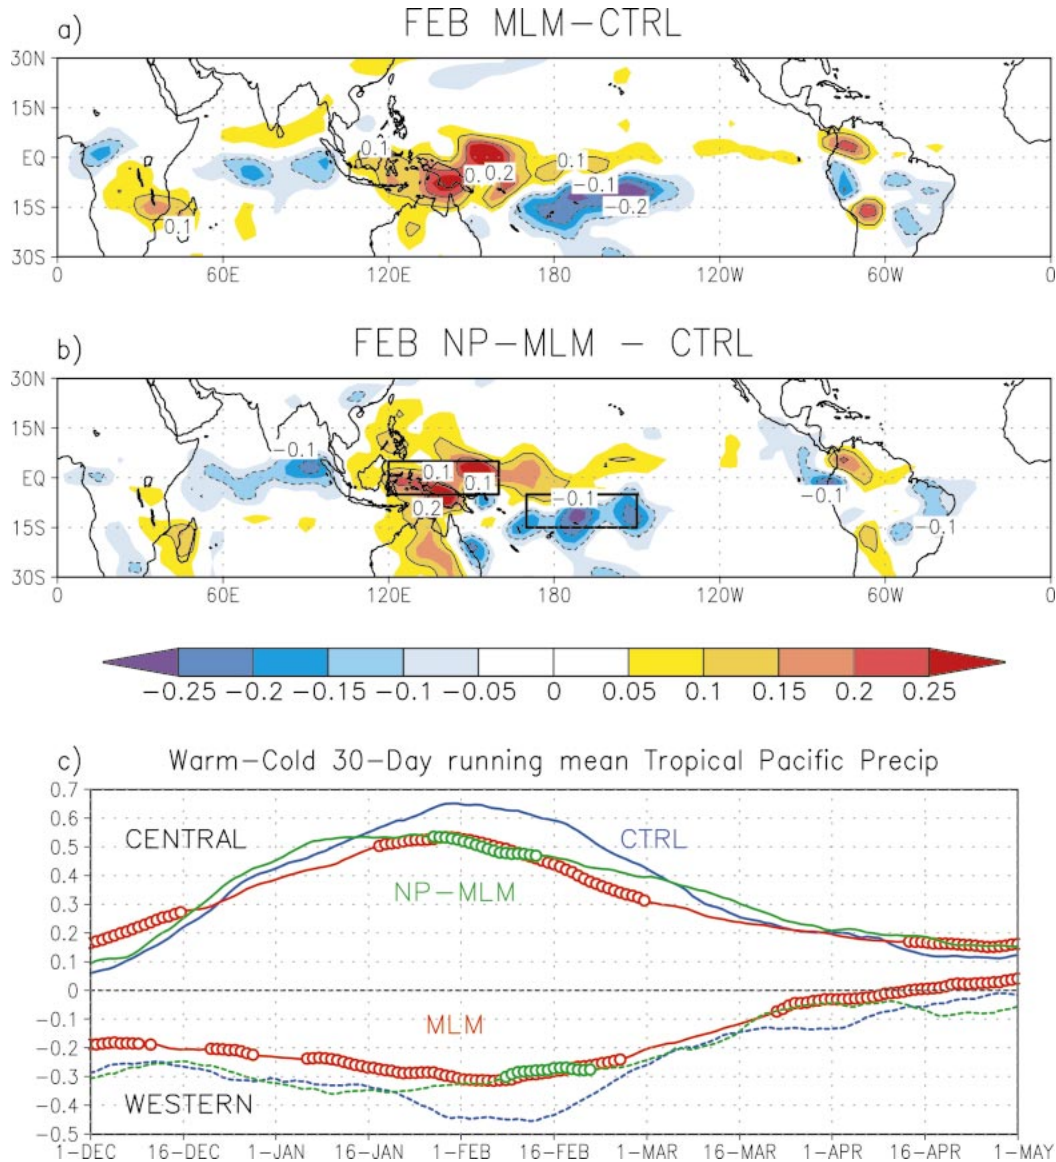 a)
FEB MLM-CTRL
30N
15N
EQ
15S
30S
0.1
0.2
0.1
-0.1
-0.2
0.1
0 60E 120E 180 120W 60W 0
b)
FEB NP-MLM - CTRL
30N
15N
EQ
15S
30S
-0.1
0.1
0.1
0.2
-0.1
-0.1
-0.1
0 60E 120E 180 120W 60W 0
-0.25 -0.2 -0.15 -0.1 -0.05 0 0.05 0.1 0.15 0.2 0.25
c)
Warm-Cold 30-Day running mean Tropical Pacific Precip
0.7
0.6
0.5
0.4
0.3
0.2
0.1
0
-0.1
-0.2
-0.3
-0.4
-0.5
CENTRAL
CTRL
NP-MLM
MLM
WESTERN
1-DEC 16-DEC 1-JAN 16-JAN 1-FEB 16-FEB 1-MAR 16-MAR 1-APR 16-APR 1-MAY